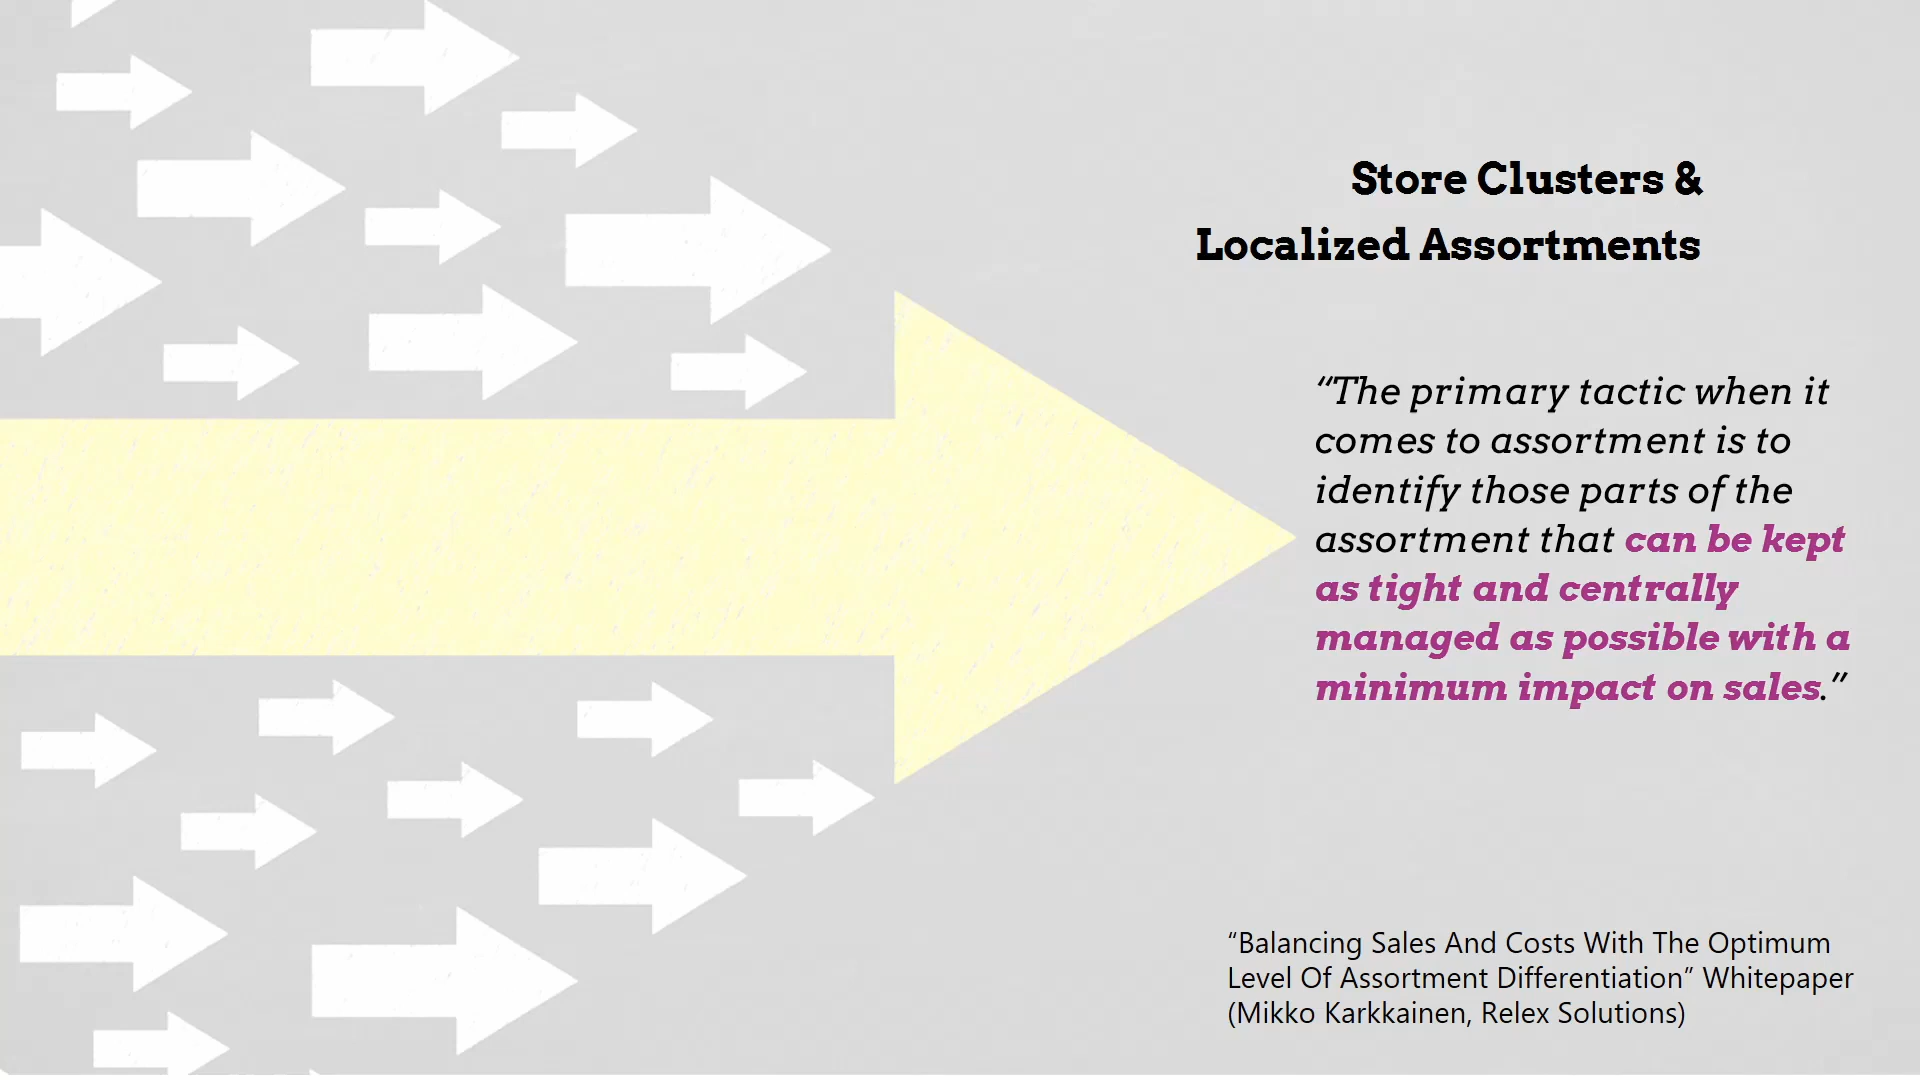 Store Clusters &
Localized Assortments
“The primary tactic when it
comes to assortment is to
identify those parts of the
assortment that can be kept
as tight and centrally
managed as possible with a
minimum impact on sales.”
“Balancing Sales And Costs With The Optimum
Level Of Assortment Differentiation” Whitepaper
(Mikko Karkkainen, Relex Solutions)